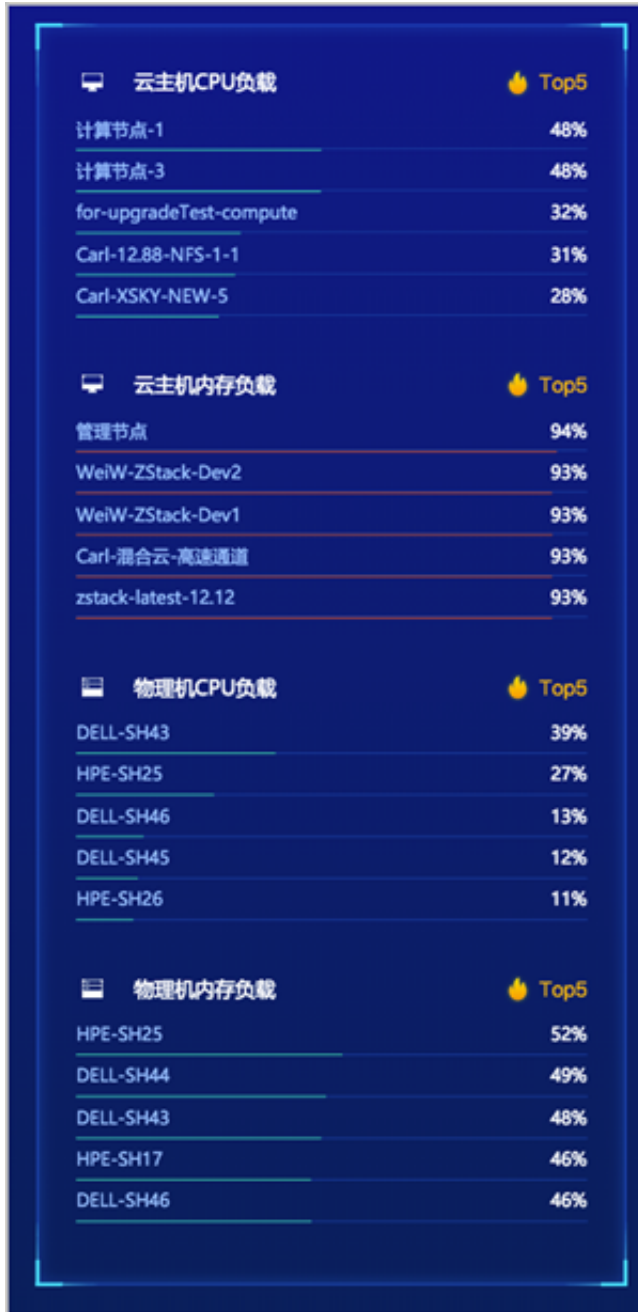 云主机CPU负载 Top5
计算节点-1 48%
计算节点-3 48%
for-upgradeTest-compute 32%
Carl-12.88-NFS-1-1 31%
Carl-XSKY-NEW-5 28%
云主机内存负载 Top5
管理节点 94%
WeiW-ZStack-Dev2 93%
WeiW-ZStack-Dev1 93%
Carl-混合云-高速通道 93%
zstack-latest-12.12 93%
物理机CPU负载 Top5
DELL-SH43 39%
HPE-SH25 27%
DELL-SH46 13%
DELL-SH45 12%
HPE-SH26 11%
物理机内存负载 Top5
HPE-SH25 52%
DELL-SH44 49%
DELL-SH43 48%
HPE-SH17 46%
DELL-SH46 46%